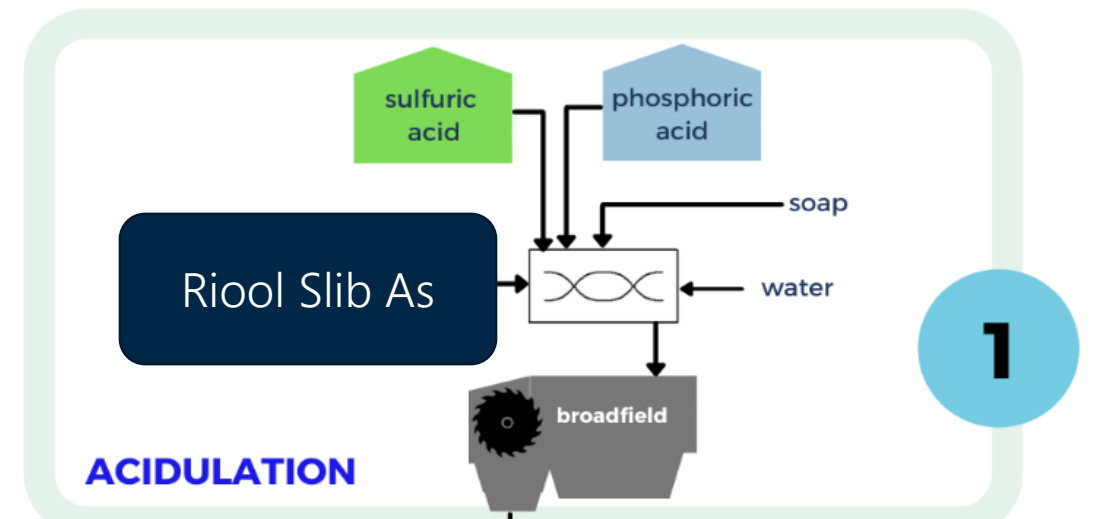 sulfuric
acid
phosphoric
acid
soap
Riool Slib As
water
1
broadfield
ACIDULATION